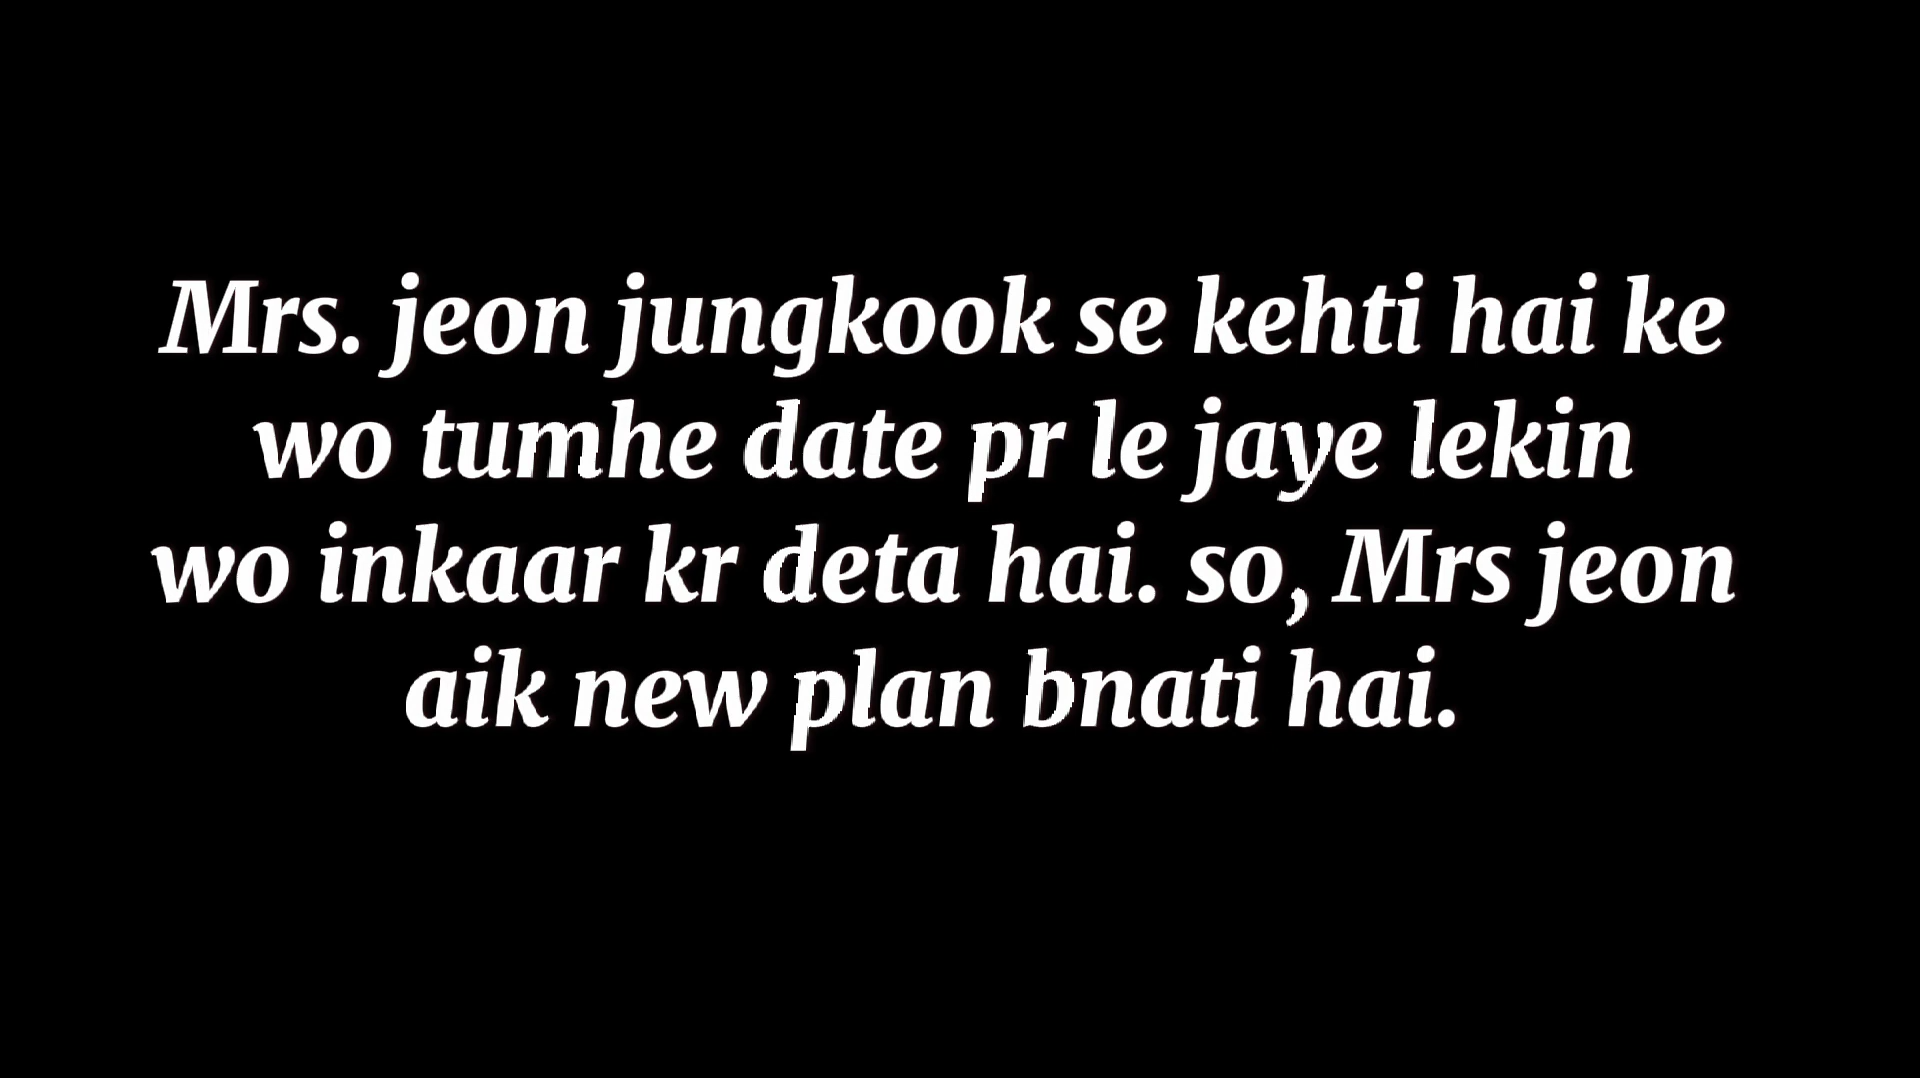 Mrs. jeon jungkook se kehti hai ke
wo tumhe date pr le jaye lekin
wo inkaar kr deta hai. so, Mrs jeon
aik new plan bnati hai.